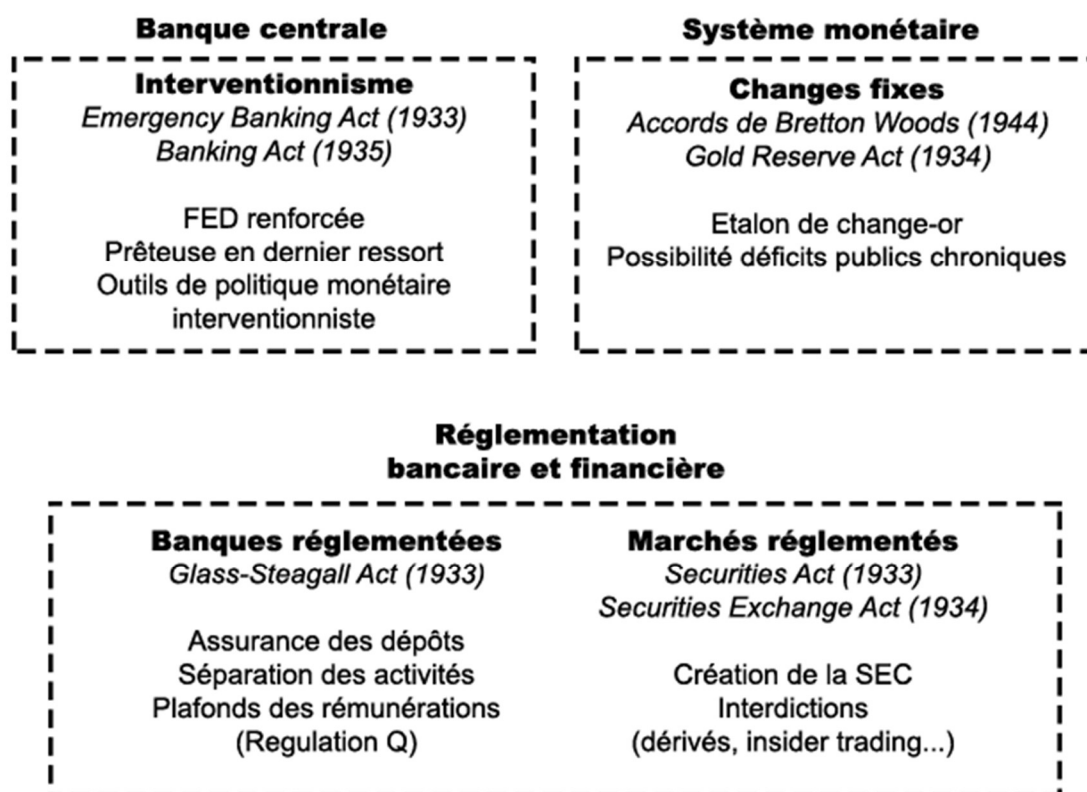 Banque centrale
Interventionnisme
Emergency Banking Act (1933)
Banking Act (1935)
FED renforcée
Prêteuse en dernier ressort
Outils de politique monétaire
interventionniste
Système monétaire
Changes fixes
Accords de Bretton Woods (1944)
Gold Reserve Act (1934)
Etalon de change-or
Possibilité déficits publics chroniques
Réglementation
bancaire et financière
Banques réglementées
Glass-Steagall Act (1933)
Assurance des dépôts
Séparation des activités
Plafonds des rémunérations
(Regulation Q)
Marchés réglementés
Securities Act (1933)
Securities Exchange Act (1934)
Création de la SEC
Interdictions
(dérivés, insider trading...)